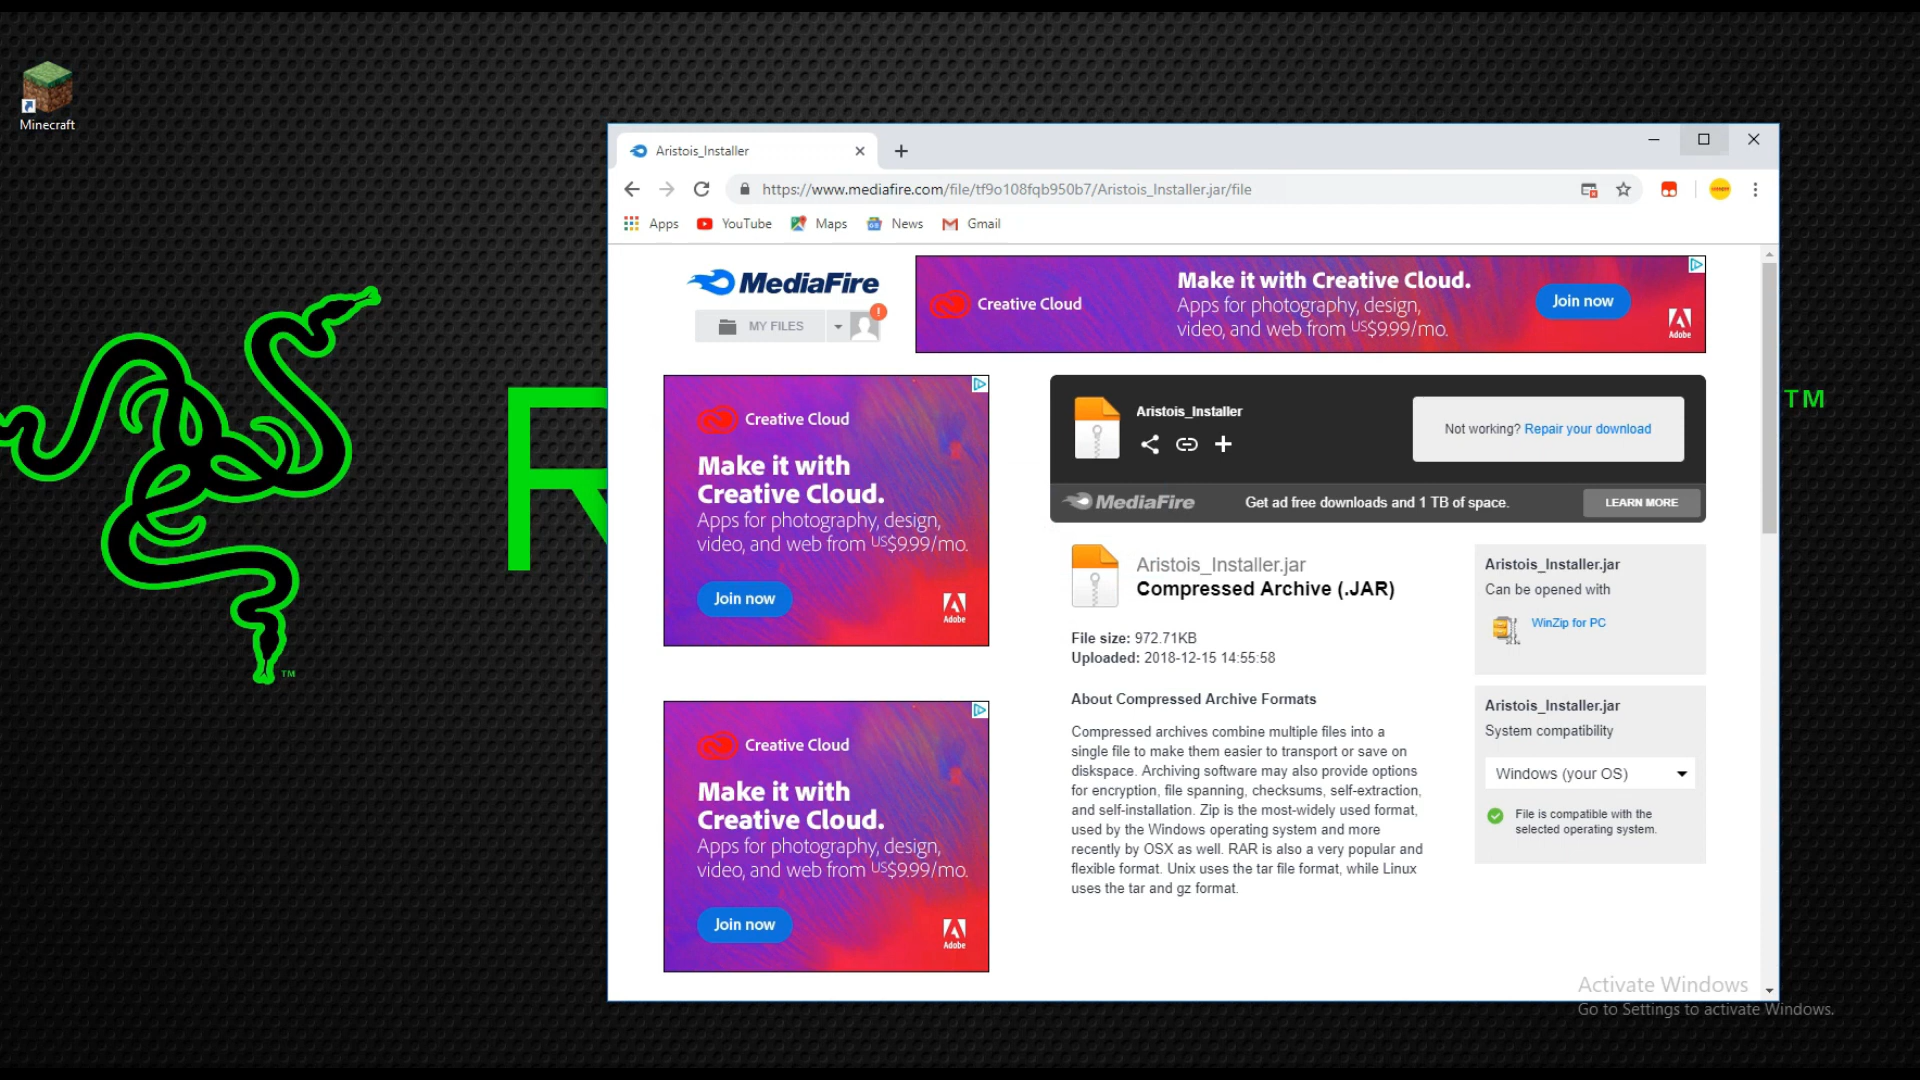 Minecraft
R
TM
TM
Aristois_Installer
https://www.mediafire.com/file/tf9o108fqb950b7/Aristois_Installer.jar/file
Apps
YouTube
Maps
News
Gmail
MediaFire
MY FILES
!
Creative Cloud
Make it with Creative Cloud.
Apps for photography, design,
video, and web from US$9.99/mo.
Join now
Adobe
Creative Cloud
Make it with
Creative Cloud.
Apps for photography, design,
video, and web from US$9.99/mo.
Join now
Adobe
Creative Cloud
Make it with
Creative Cloud.
Apps for photography, design,
video, and web from US$9.99/mo.
Join now
Adobe
Aristois_Installer
Not working? Repair your download
MediaFire
Get ad free downloads and 1 TB of space.
LEARN MORE
Aristois_Installer.jar
Compressed Archive (.JAR)
File size: 972.71KB
Uploaded: 2018-12-15 14:55:58
About Compressed Archive Formats
Compressed archives combine multiple files into a
single file to make them easier to transport or save on
diskspace. Archiving software may also provide options
for encryption, file spanning, checksums, self-extraction,
and self-installation. Zip is the most-widely used format,
used by the Windows operating system and more
recently by OSX as well. RAR is also a very popular and
flexible format. Unix uses the tar file format, while Linux
uses the tar and gz format.
Aristois_Installer.jar
Can be opened with
WinZip for PC
Aristois_Installer.jar
System compatibility
Windows (your OS)
File is compatible with the
selected operating system.
Activate Windows
Go to Settings to activate Windows.